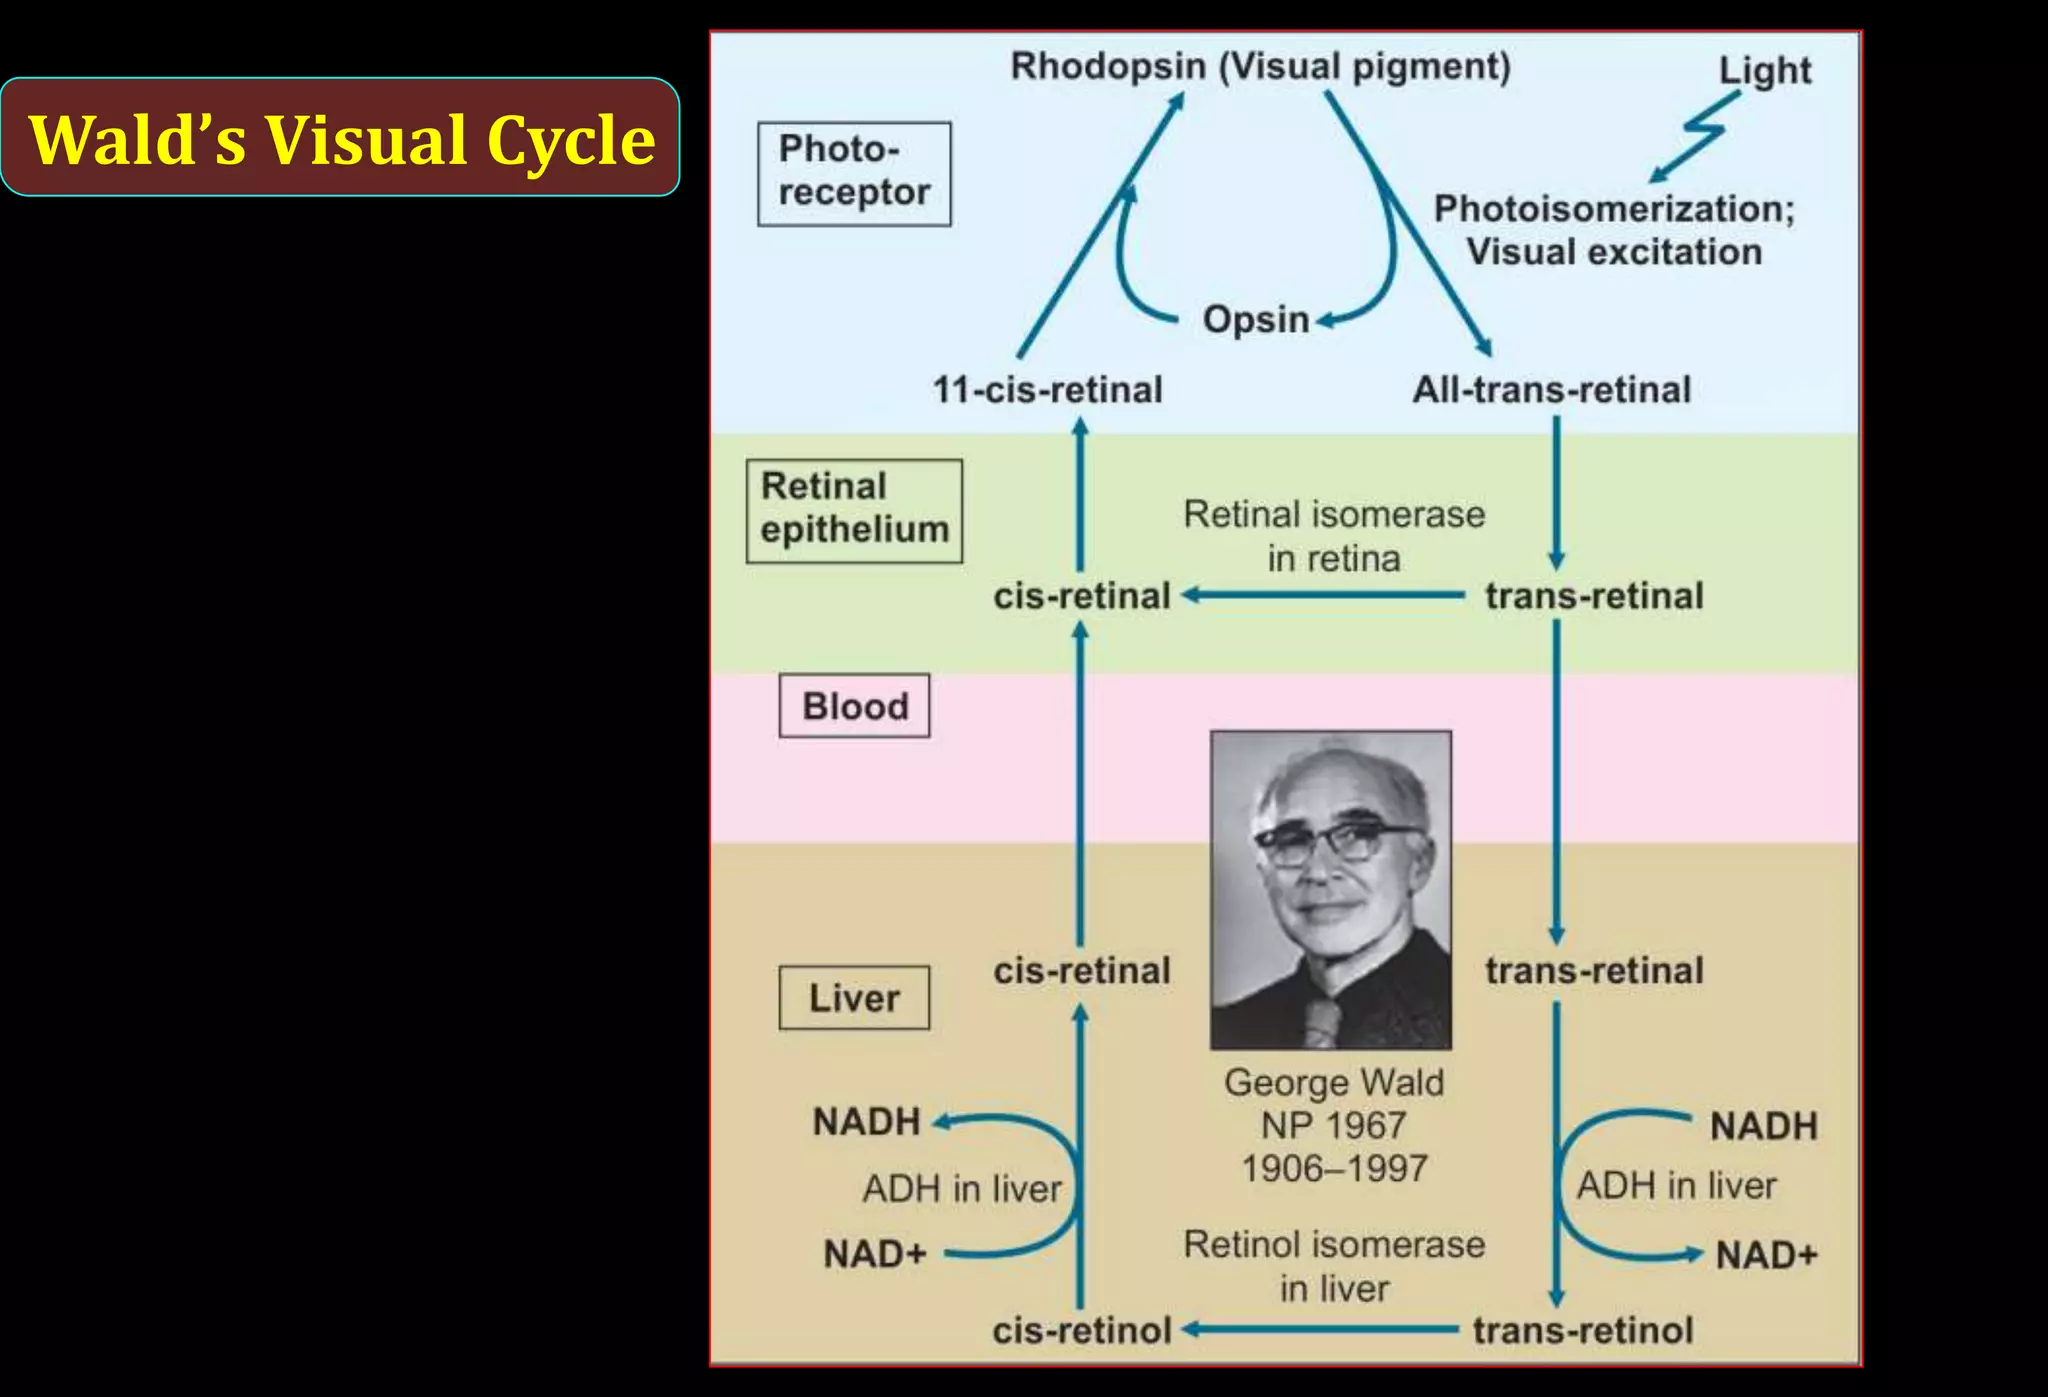 Wald’s Visual Cycle
Rhodopsin (Visual pigment)
Light
Photo-
receptor
Photoisomerization;
Visual excitation
Opsin
11-cis-retinal
All-trans-retinal
Retinal
epithelium
Retinal isomerase
in retina
cis-retinal
trans-retinal
Blood
cis-retinal
trans-retinal
Liver
George Wald
NP 1967
1906–1997
NADH
ADH in liver
NAD+
NADH
ADH in liver
NAD+
Retinol isomerase
in liver
cis-retinol
trans-retinol